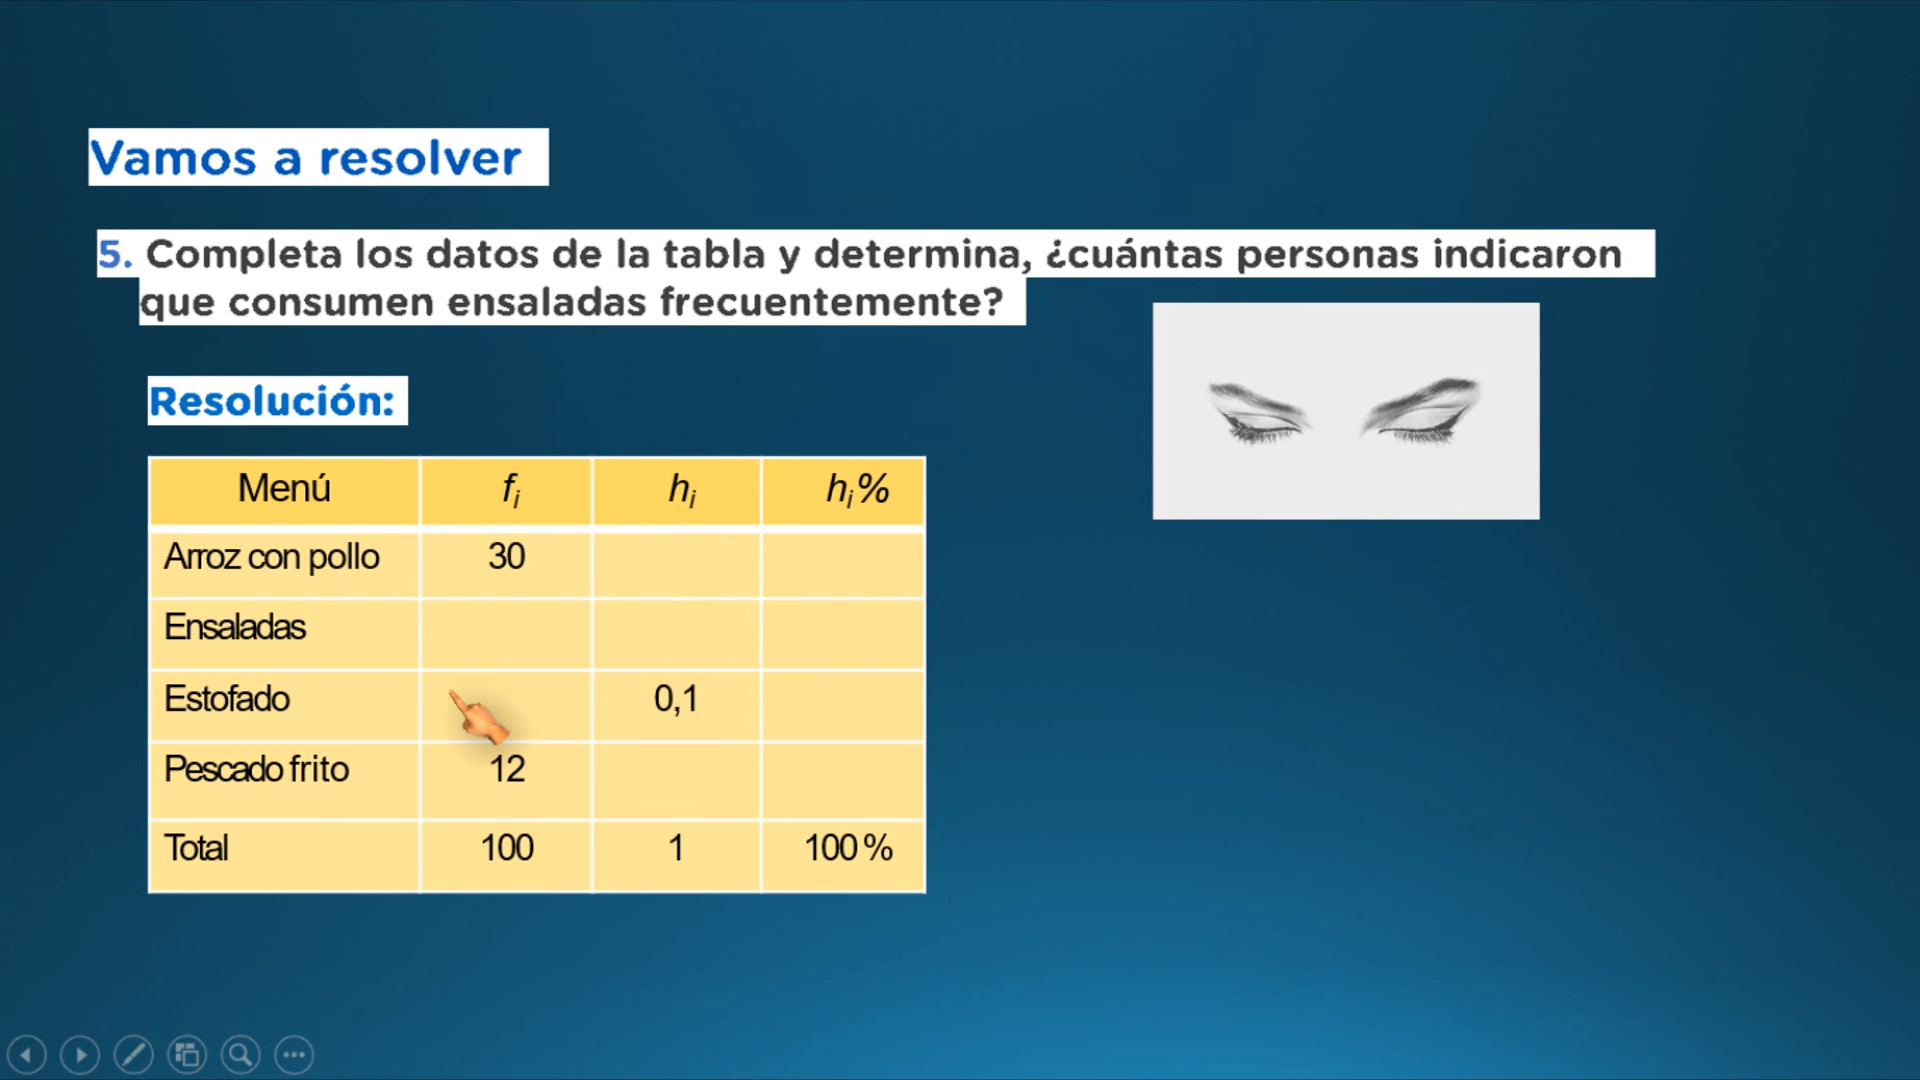 Vamos a resolver
5. Completa los datos de la tabla y determina, ¿cuántas personas indicaron
que consumen ensaladas frecuentemente?
Resolución:
Menú fi hi hi%
Arroz con pollo 30
Ensaladas
Estofado 0,1
Pescado frito 12
Total 100 1 100 %